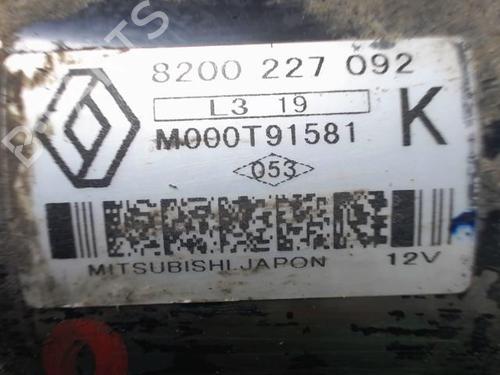 8200 227 092
L3 19
M000T91581 K
053
MITSUBISHI.JAPON 12V